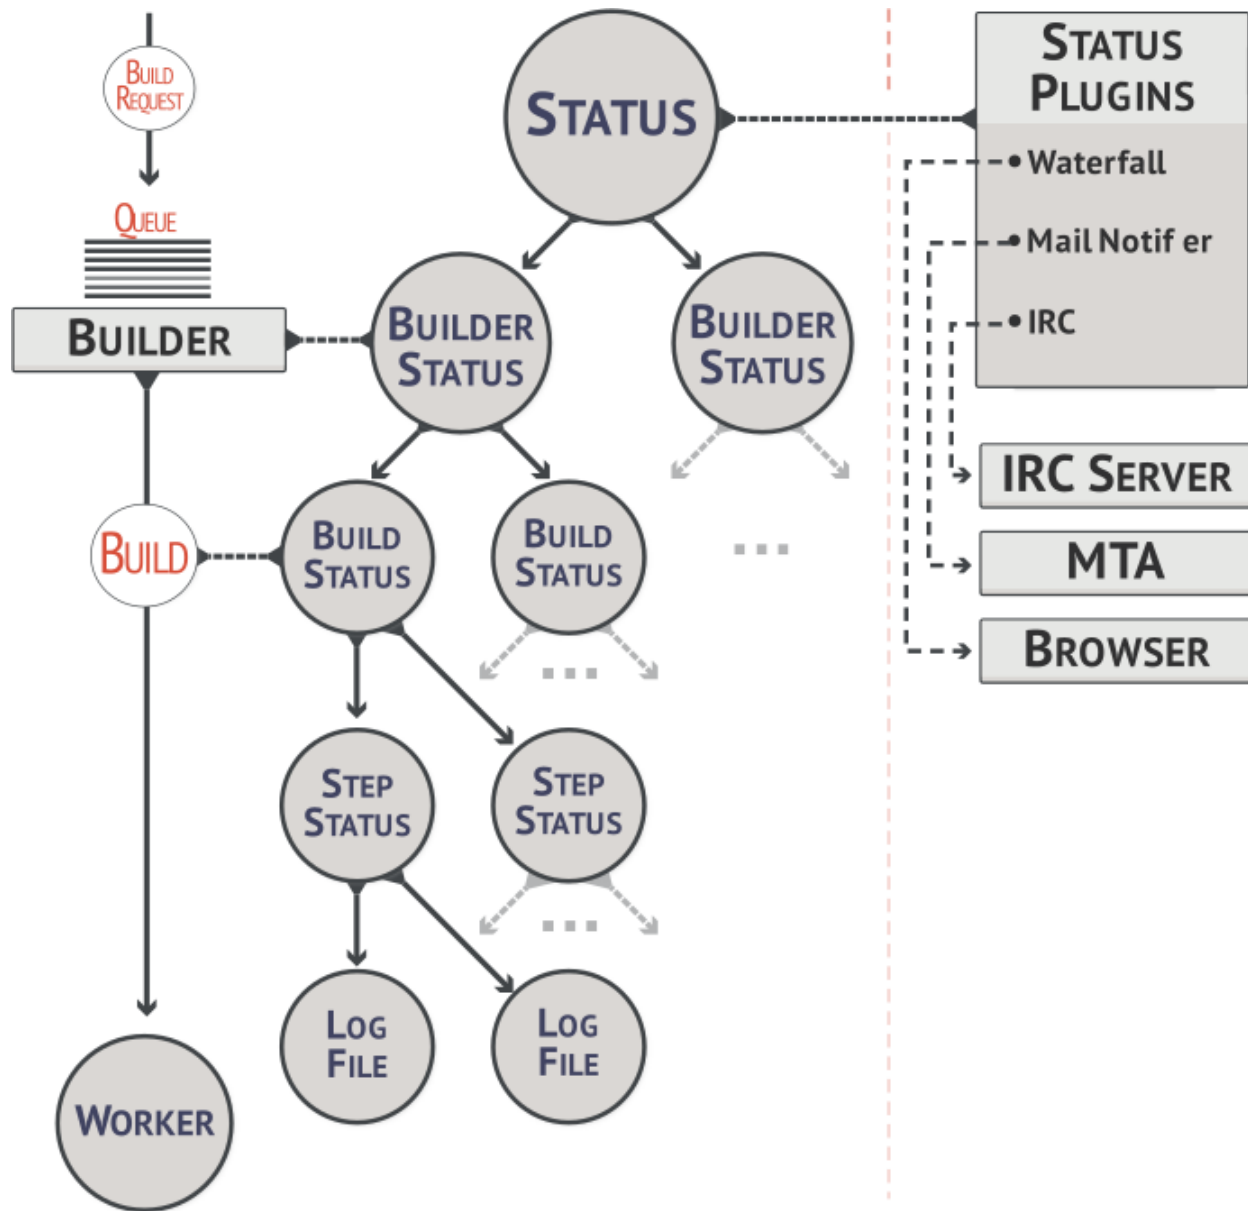 BUILD
REQUEST
QUEUE
BUILDER
WORKER
BUILD
STATUS
BUILDER
STATUS
BUILDER
STATUS
BUILD
STATUS
BUILD
STATUS
STEP
STATUS
STEP
STATUS
LOG
FILE
LOG
FILE
STATUS
PLUGINS
Waterfall
Mail Notif er
IRC
IRC SERVER
MTA
BROWSER